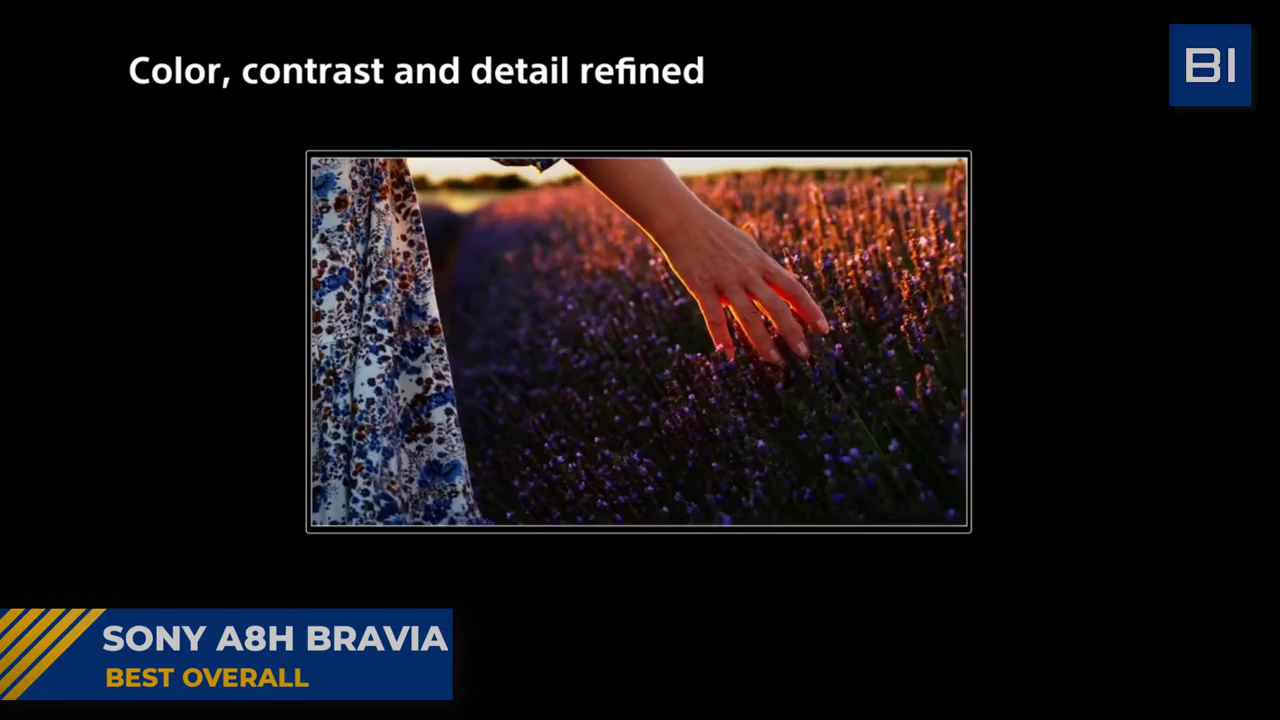 Color, contrast and detail refined
BI
SONY A8H BRAVIA
BEST OVERALL